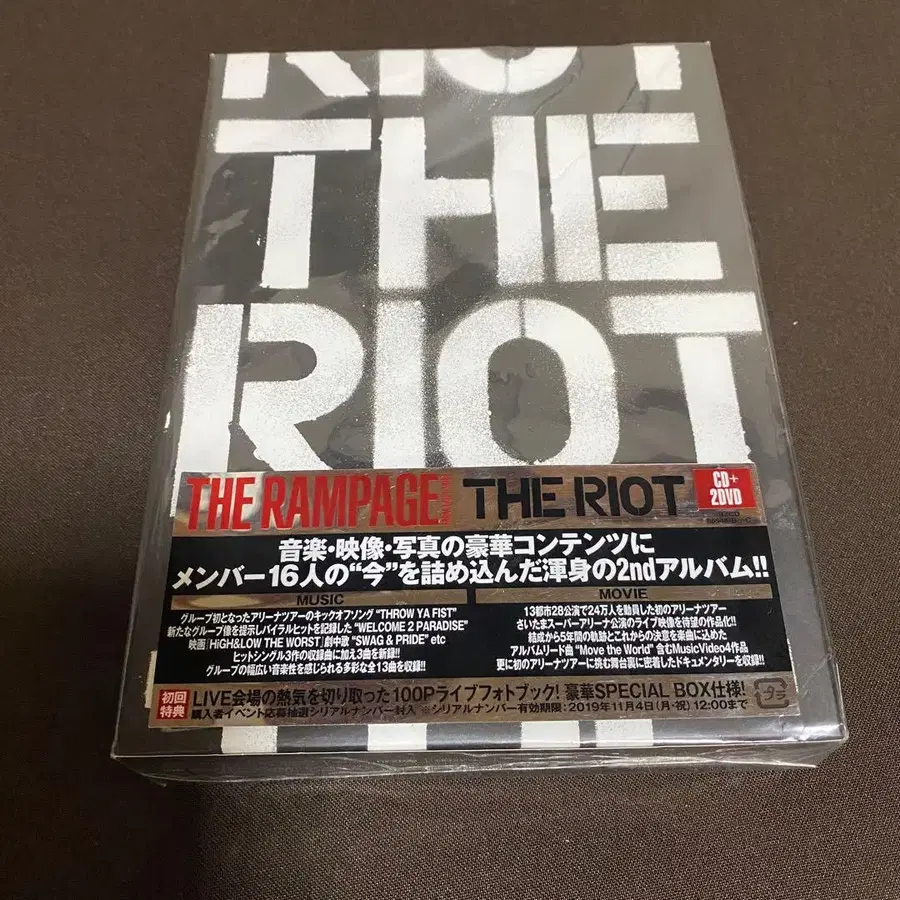 RIOT
THE
RIOT
THE RAMPAGE THE RIOT CD+
2DVD
音楽・映像・写真の豪華コンテンツに
メンバー16人の“今”を詰め込んだ渾身の2ndアルバム!!
MUSIC
グループ初となったアリーナツアーのキックオフソング “THROW YA FIST”
新たなグループ像を提示しバイラルヒットを記録した “WELCOME 2 PARADISE”
映画「HiGH&LOW THE WORST」劇中歌 “SWAG & PRIDE” etc
ヒットシングル3作の収録曲に加え3曲を新録!!
グループの幅広い音楽性を感じられる多彩な全13曲を収録!!
MOVIE
13都市28公演で24万人を動員した初のアリーナツアー
さいたまスーパーアリーナ公演のライブ映像を待望の作品化!!
結成から5年間の軌跡とこれからの決意を楽曲に込めた
アルバムリード曲 “Move the World” 含むMusicVideo4作品
更に初のアリーナツアーに挑む舞台裏に密着したドキュメンタリーを収録!!
初回
特典
LIVE会場の熱気を切り取った100Pライブフォトブック! 豪華SPECIAL BOX仕様!
購入者イベント応募抽選シリアルナンバー封入 ※シリアルナンバー有効期限:2019年11月4日(月・祝) 12:00まで
プラ